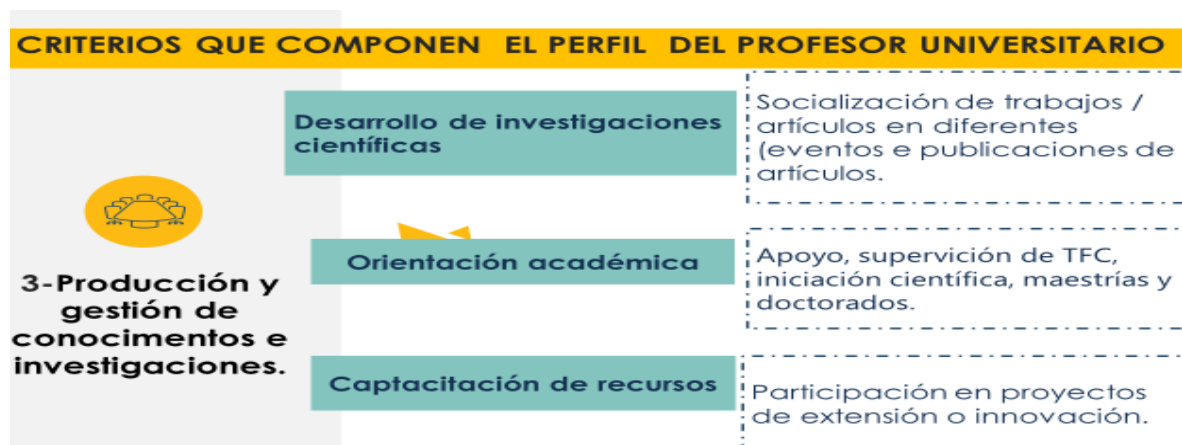 CRITERIOS QUE COMPONEN EL PERFIL DEL PROFESOR UNIVERSITARIO
3-Producción y
gestión de
conocimientos e
investigaciones.
Desarrollo de investigaciones
científicas
Socialización de trabajos /
artículos en diferentes
(eventos e publicaciones de
artículos.
Orientación académica
Apoyo, supervición de TFC,
iniciación científica, maestrías y
doctorados.
Captacitación de recursos
Participación en proyectos
de extensión o innovación.